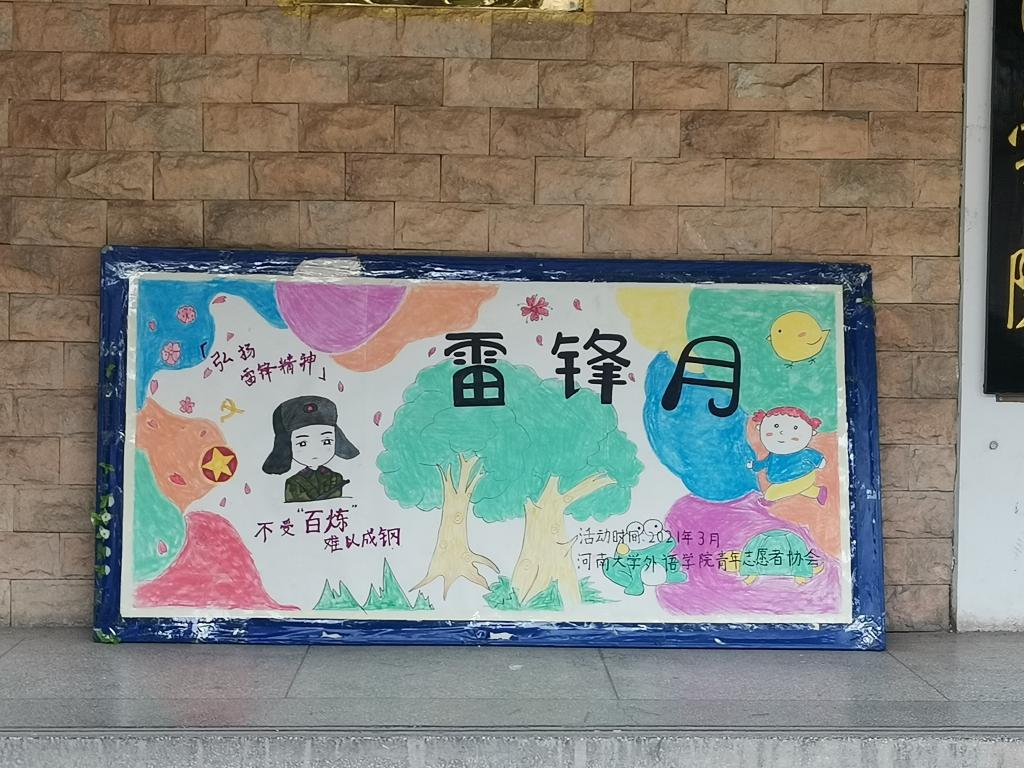 雷锋月
「弘扬
雷锋精神」
不受"百炼"
难以成钢
活动时间:2021年3月
河南大学外语学院青年志愿者协会